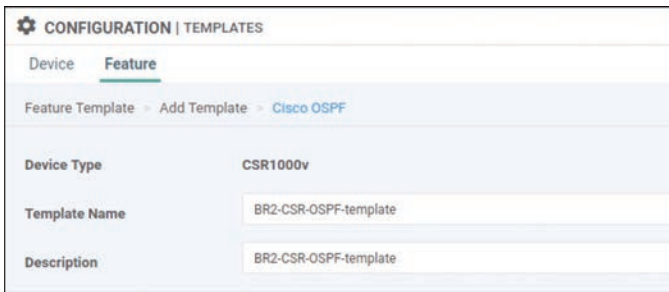 CONFIGURATION | TEMPLATES
Device Feature
Feature Template > Add Template > Cisco OSPF
Device Type CSR1000v
Template Name BR2-CSR-OSPF-template
Description BR2-CSR-OSPF-template